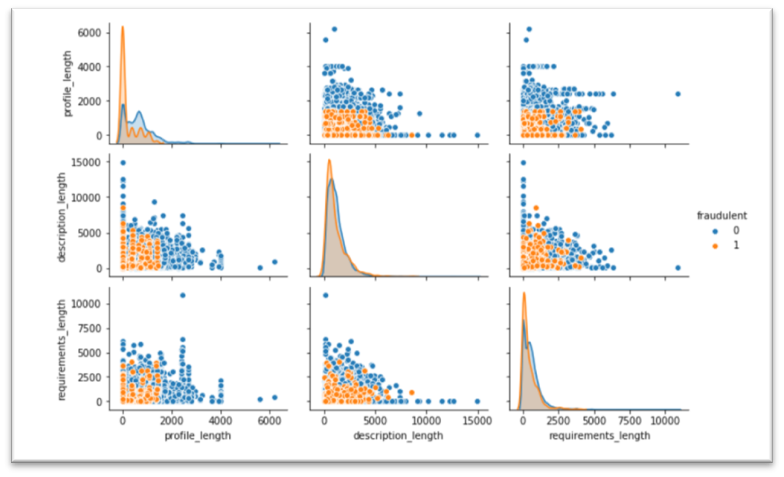 profile_length
6000
4000
2000
0
description_length
15000
10000
5000
0
fraudulent
0
1
requirements_length
10000
7500
5000
2500
0
0 2000 4000 6000
profile_length
0 5000 10000 15000
description_length
0 2500 5000 7500 10000
requirements_length